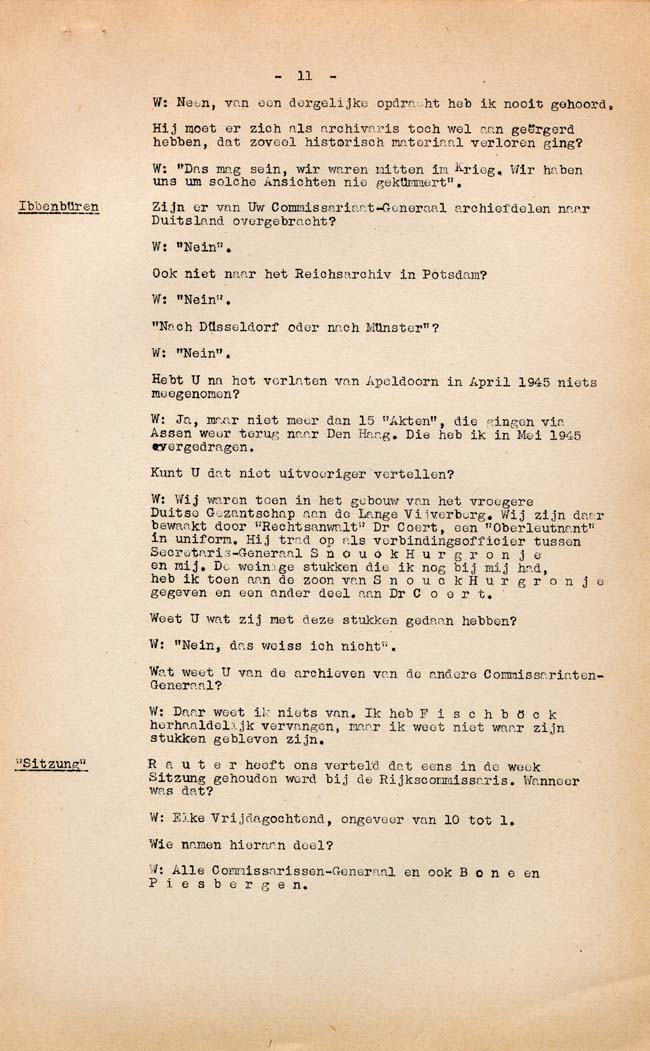 - 11 -
W: Neen, van een dergelijke opdracht heb ik nooit gehoord.
Hij moet er zich als archivaris toch wel aan geërgerd
hebben, dat zoveel historisch materiaal verloren ging?
W: "Das mag sein, wir waren mitten im Krieg. Wir haben
uns um solche Ansichten nie gekümmert".
Ibbenbüren
Zijn er van Uw Commissariaat-Generaal archiefdelen naar
Duitsland overgebracht?
W: "Nein".
Ook niet naar het Reichsarchiv in Potsdam?
W: "Nein".
"Nach Düsseldorf oder nach Münster"?
W: "Nein".
Hebt U na het verlaten van Apeldoorn in April 1945 niets
meegenomen?
W: Ja, maar niet meer dan 15 "Akten", die gingen via
Assen weer terug naar Den Haag. Die heb ik in Mei 1945
overgedragen.
Kunt U dat niet uitvoeriger vertellen?
W: Wij waren toen in het gebouw van het vroegere
Duitse Gezantschap aan de Lange Vijverberg. Wij zijn daar
bewaakt door "Rechtsanwalt" Dr Coert, een "Oberleutnant"
in uniform. Hij trad op als verbindingsofficier tussen
Secretaris-Generaal S n o u o k H u r g r o n j e
en mij. De weinige stukken die ik nog bij mij had,
heb ik toen aan de zoon van S n o u c k H u r g r o n j e
gegeven en een ander deel aan Dr C o e r t.
Weet U wat zij met deze stukken gedaan hebben?
W: "Nein, das weiss ich nicht".
Wat weet U van de archieven van de andere Commissariaten-
Generaal?
W: Daar weet ik niets van. Ik heb F i s c h b ö c k
herhaaldelijk vervangen, maar ik weet niet waar zijn
stukken gebleven zijn.
"Sitzung"
R a u t e r heeft ons verteld dat eens in de week
Sitzung gehouden werd bij de Rijkscommissaris. Wanneer
was dat?
W: Elke Vrijdagochtend, ongeveer van 10 tot 1.
Wie namen hieraan deel?
W: Alle Commissarissen-Generaal en ook B o n e en
P i e s b e r g e n.